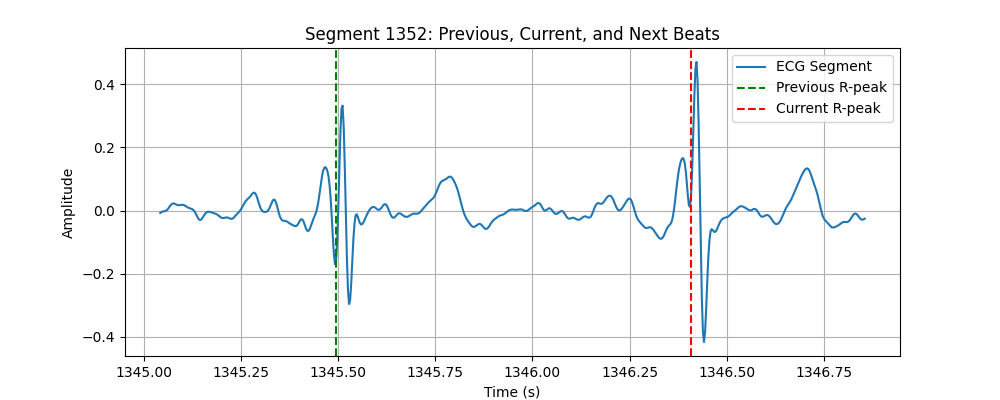 Segment 1352: Previous, Current, and Next Beats
ECG Segment
Previous R-peak
Current R-peak
Amplitude
0.4
0.2
0.0
−0.2
−0.4
1345.00 1345.25 1345.50 1345.75 1346.00 1346.25 1346.50 1346.75
Time (s)